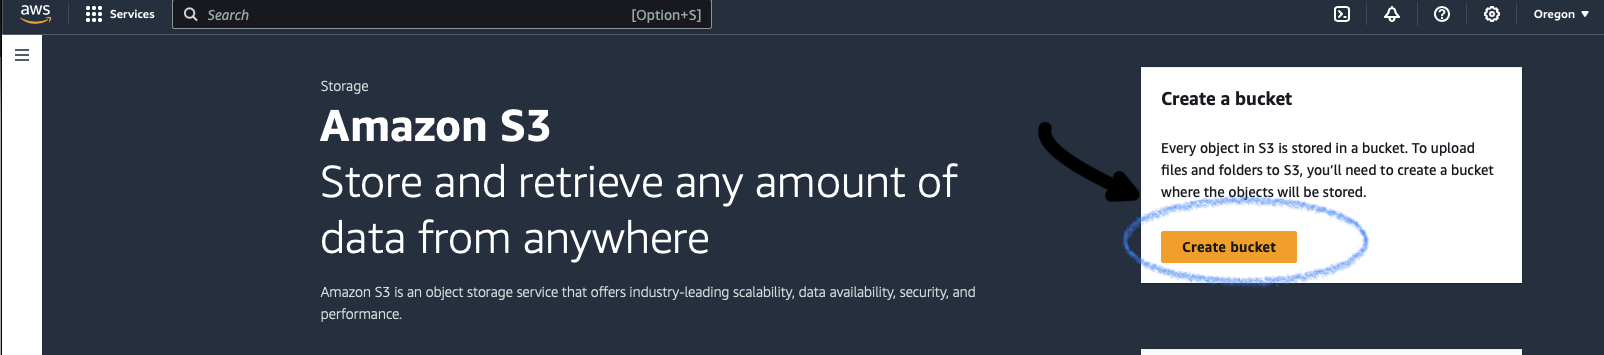 aws
Services
Search
[Option+S]
Oregon
Storage
Amazon S3
Store and retrieve any amount of
data from anywhere
Amazon S3 is an object storage service that offers industry-leading scalability, data availability, security, and
performance.
Create a bucket
Every object in S3 is stored in a bucket. To upload
files and folders to S3, you’ll need to create a bucket
where the objects will be stored.
Create bucket